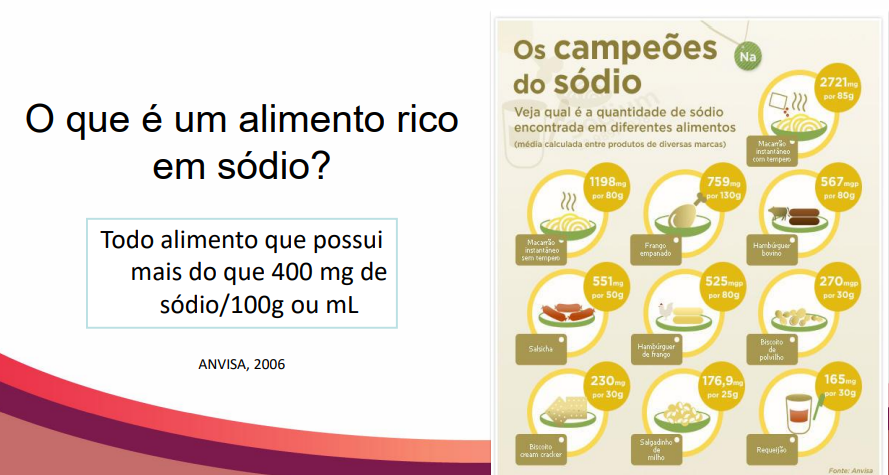 O que é um alimento rico
em sódio?
Todo alimento que possui
mais do que 400 mg de
sódio/100g ou mL
ANVISA, 2006
Os campeões
do sódio
Na
Veja qual é a quantidade de sódio
encontrada em diferentes alimentos
(média calculada entre produtos de diversas marcas)
2721mg
por 85g
Macarrão
instantâneo
com tempero
1198mg
por 80g
Macarrão
instantâneo
sem tempero
759mg
por 130g
Frango
empanado
567mgp
por 80g
Hambúrguer
bovino
551mg
por 50g
Salsicha
525mgp
por 80g
Hambúrguer
de frango
270mgp
por 30g
Biscoito
de
polvilho
230mg
por 30g
Biscoito
cream cracker
176,9mg
por 25g
Salgadinho
de
milho
165mg
por 30g
Requeijão
Fonte: Anvisa